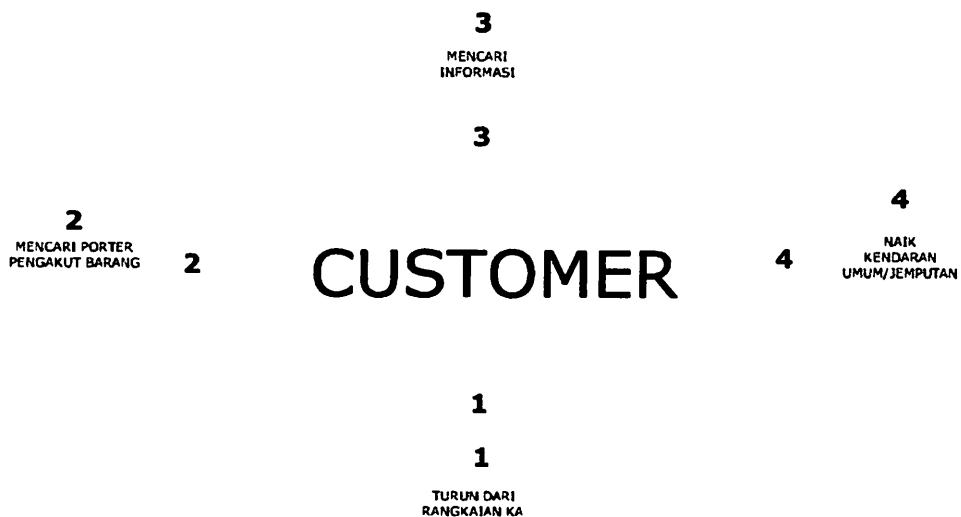 3
MENCARI
INFORMASI
3
2
MENCARI PORTER
PENGAKUT BARANG
2
CUSTOMER
4
4
NAIK
KENDARAN
UMUM/JEMPUTAN
1
1
TURUN DARI
RANGKAIAN KA